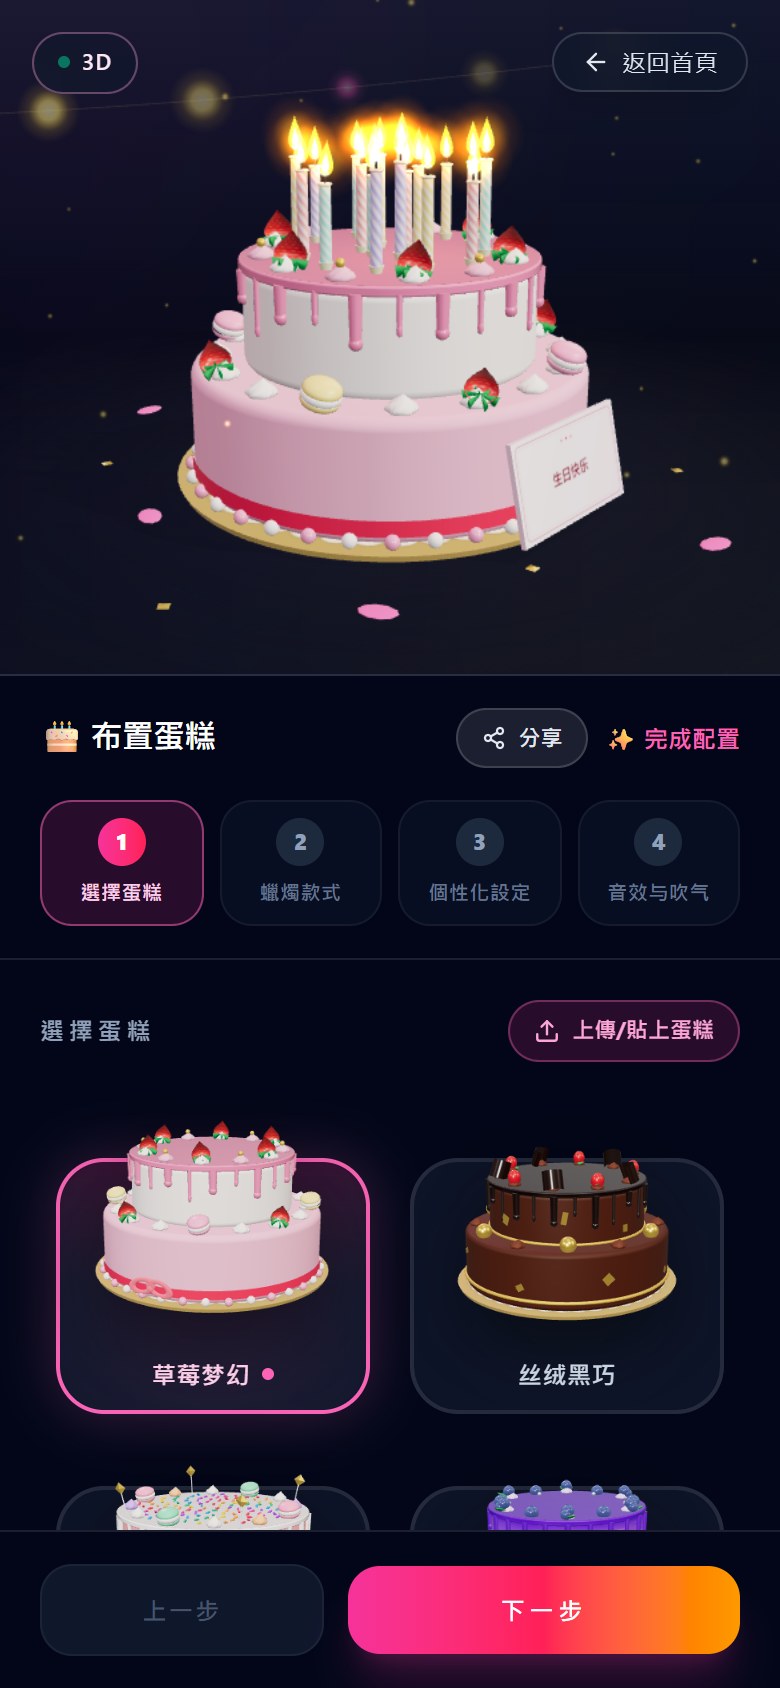 3D
返回首頁
生日快乐
布置蛋糕
分享
完成配置
1
選擇蛋糕
2
蠟燭款式
3
個性化設定
4
音效与吹气
選擇蛋糕
上傳/貼上蛋糕
草莓梦幻
丝绒黑巧
上一步
下一步